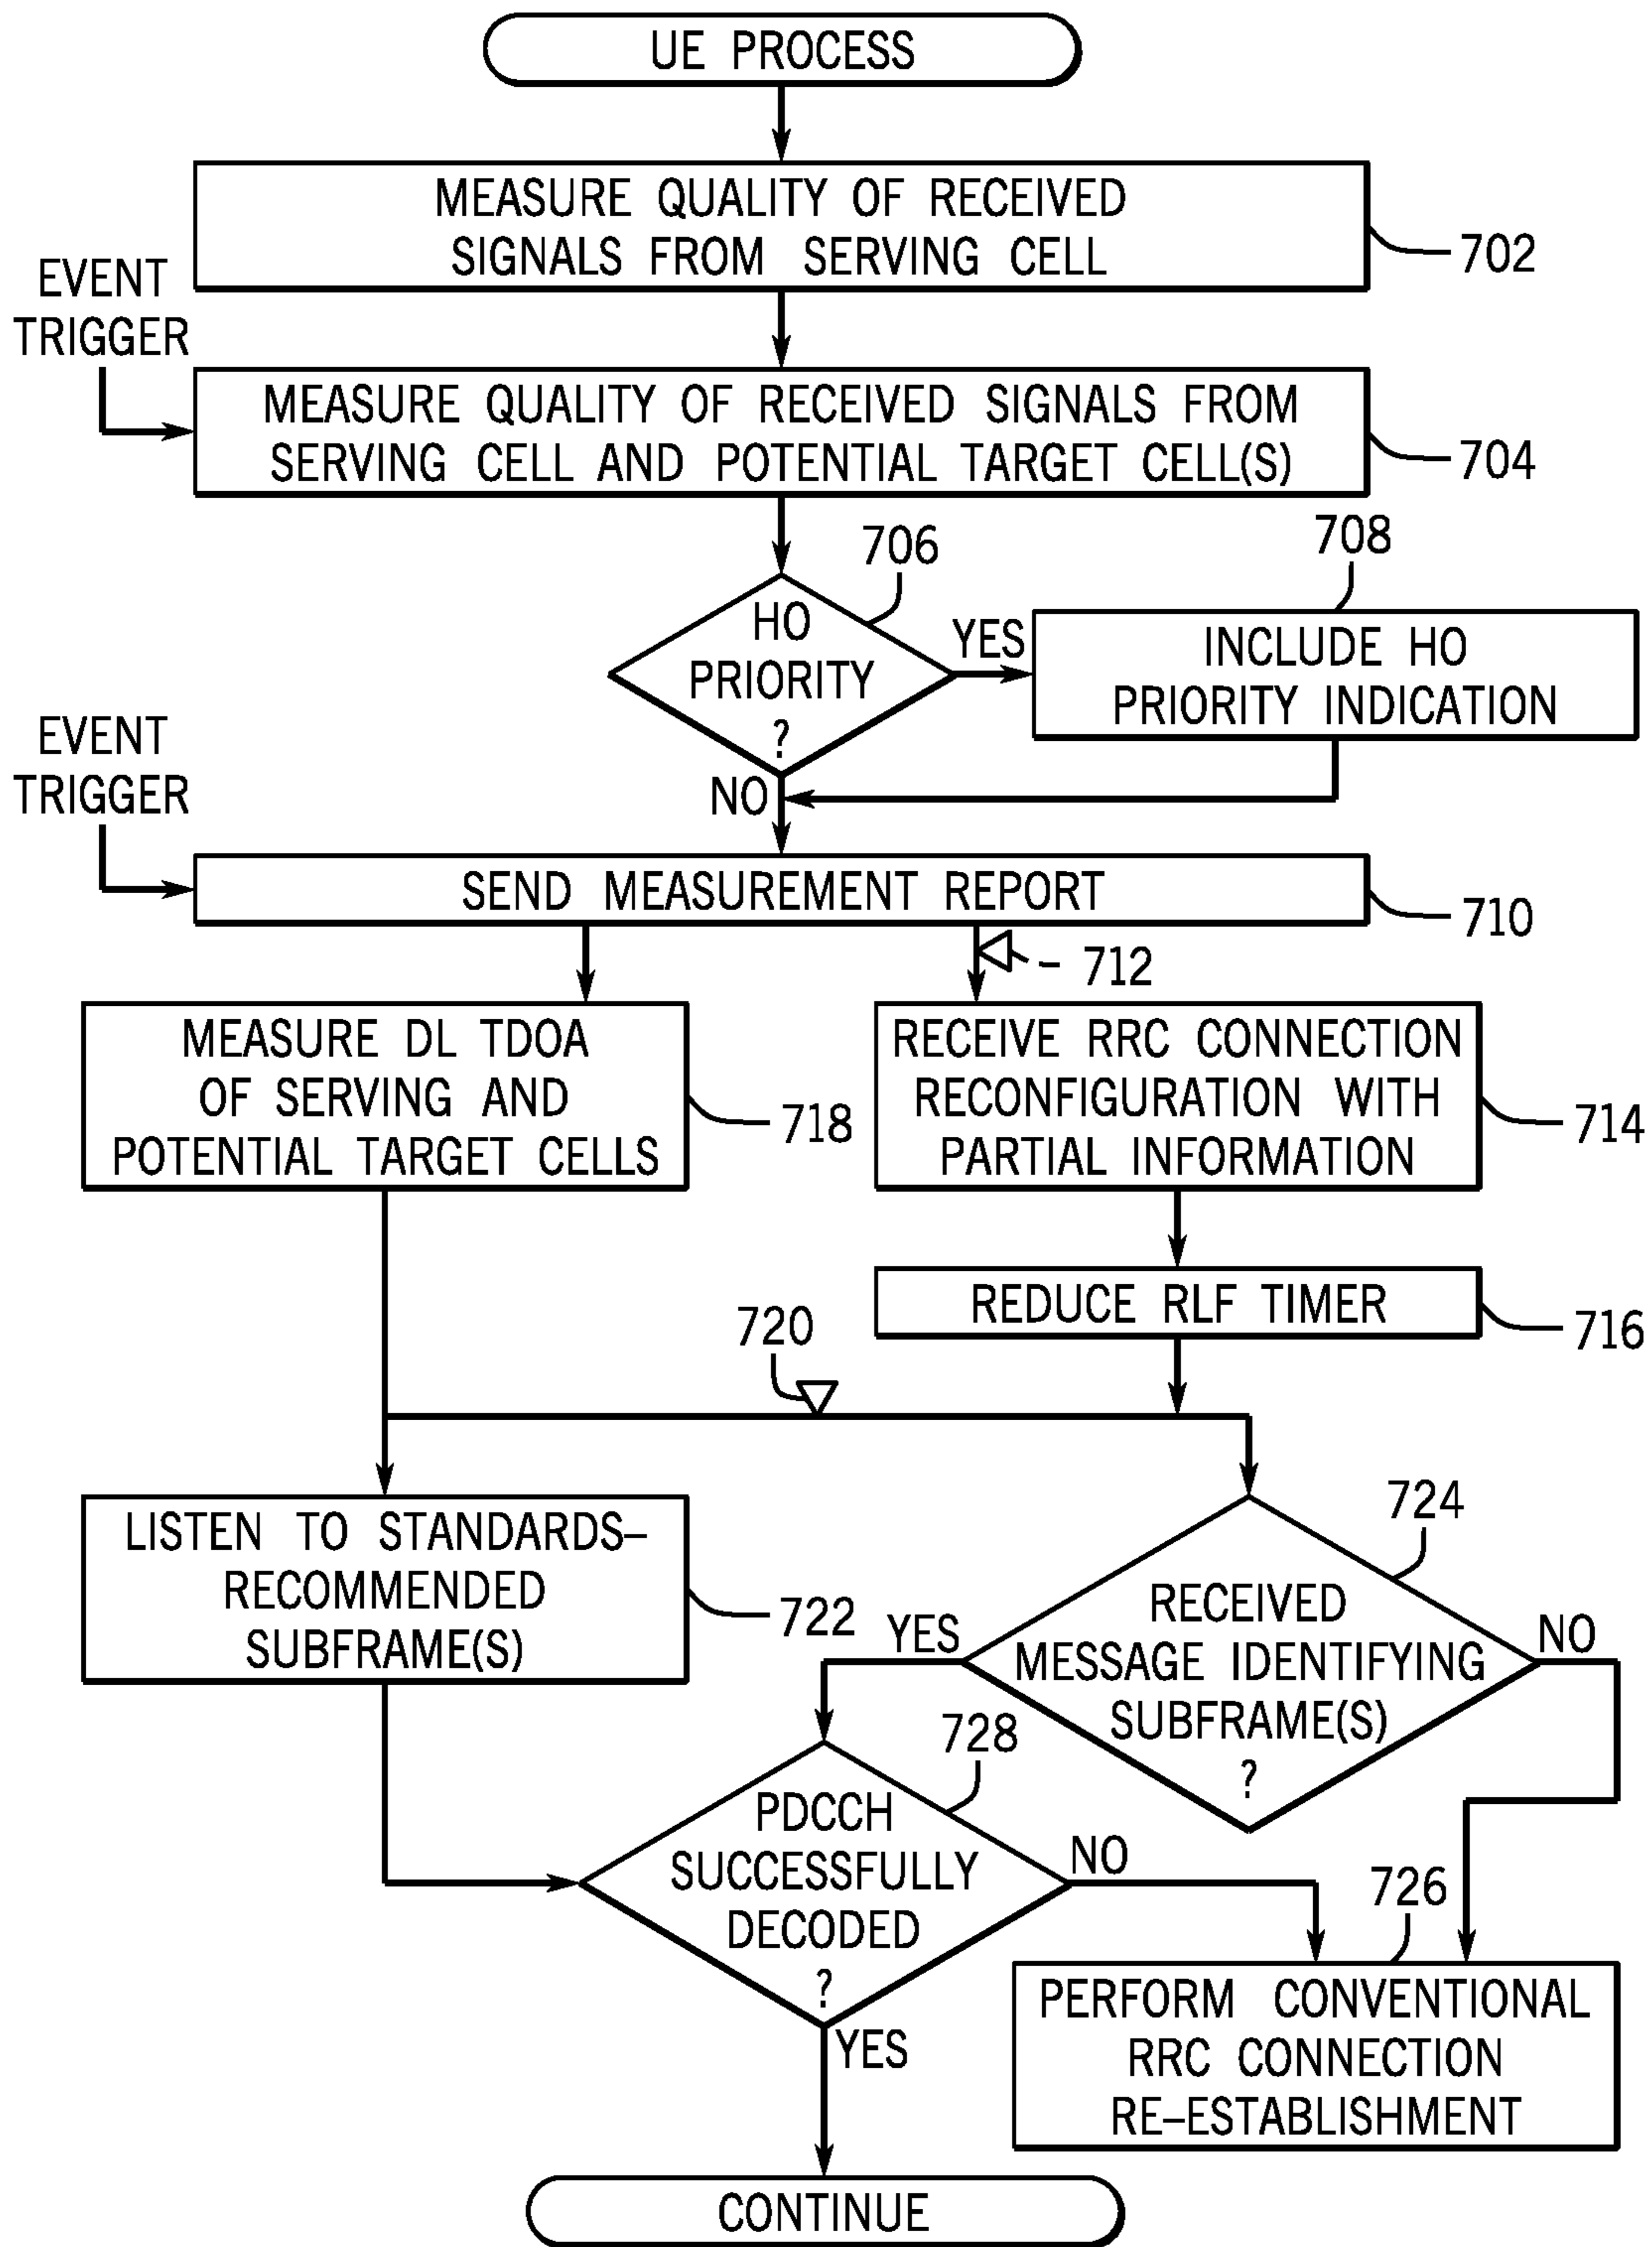 UE PROCESS
MEASURE QUALITY OF RECEIVED
SIGNALS FROM SERVING CELL
702
EVENT
TRIGGER
MEASURE QUALITY OF RECEIVED SIGNALS FROM
SERVING CELL AND POTENTIAL TARGET CELL(S)
704
706
HO
PRIORITY
?
YES
708
INCLUDE HO
PRIORITY INDICATION
NO
EVENT
TRIGGER
SEND MEASUREMENT REPORT
710
712
MEASURE DL TDOA
OF SERVING AND
POTENTIAL TARGET CELLS
718
RECEIVE RRC CONNECTION
RECONFIGURATION WITH
PARTIAL INFORMATION
714
REDUCE RLF TIMER
716
720
LISTEN TO STANDARDS–
RECOMMENDED
SUBFRAME(S)
722
724
RECEIVED
MESSAGE IDENTIFYING
SUBFRAME(S)
?
YES
NO
728
PDCCH
SUCCESSFULLY
DECODED
?
NO
YES
726
PERFORM CONVENTIONAL
RRC CONNECTION
RE–ESTABLISHMENT
CONTINUE